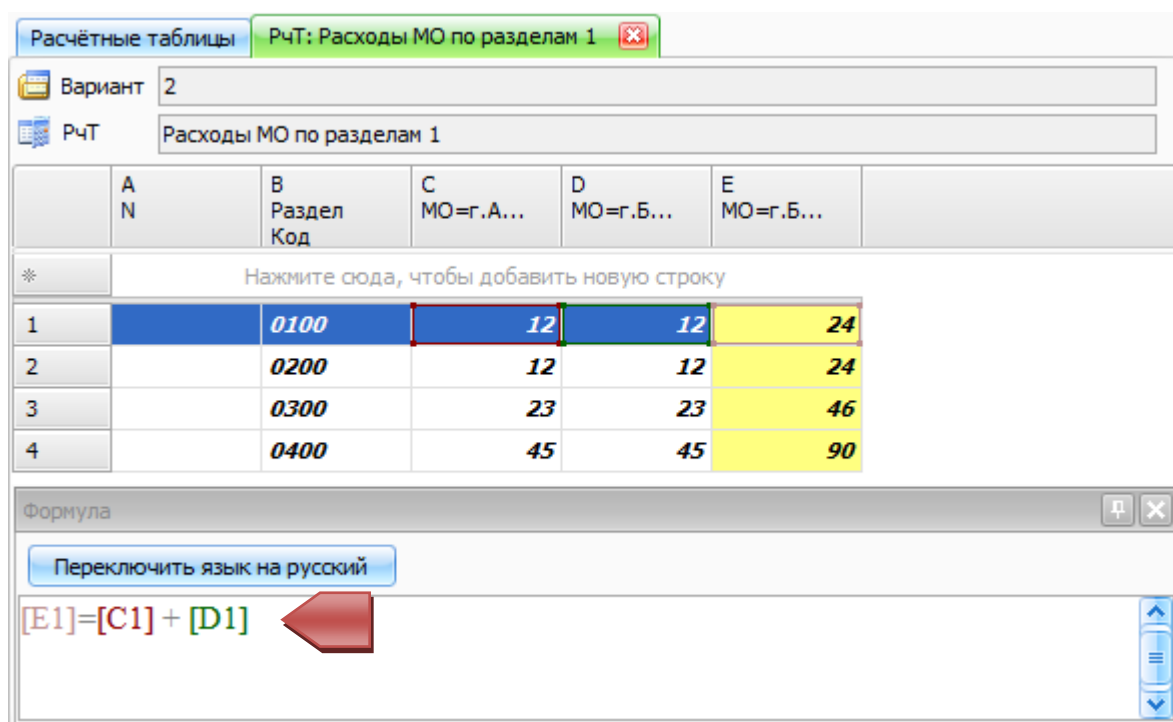 Расчётные таблицы РчТ: Расходы МО по разделам 1
Вариант 2
РчТ Расходы МО по разделам 1
A B C D E
N Раздел МО=г.А... МО=г.Б... МО=г.Б...
Код
Нажмите сюда, чтобы добавить новую строку
1 0100 12 12 24
2 0200 12 12 24
3 0300 23 23 46
4 0400 45 45 90
Формула
Переключить язык на русский
[E1]=[C1] + [D1]